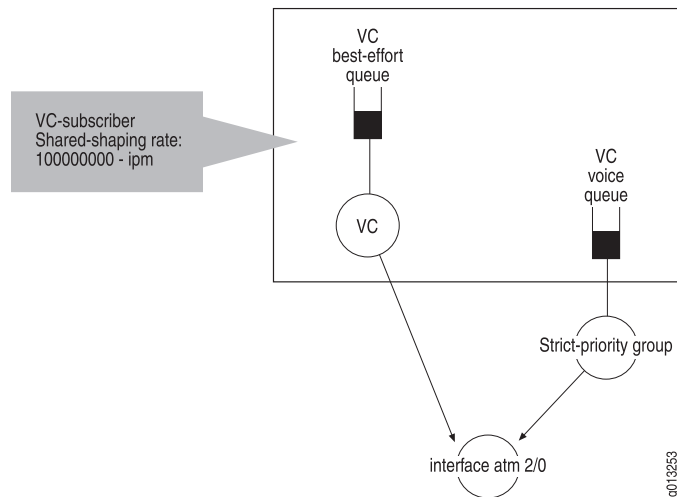 VC
best-effort
queue
VC-subscriber
Shared-shaping rate:
100000000 - ipm
VC
voice
queue
VC
Strict-priority group
interface atm 2/0
g013253